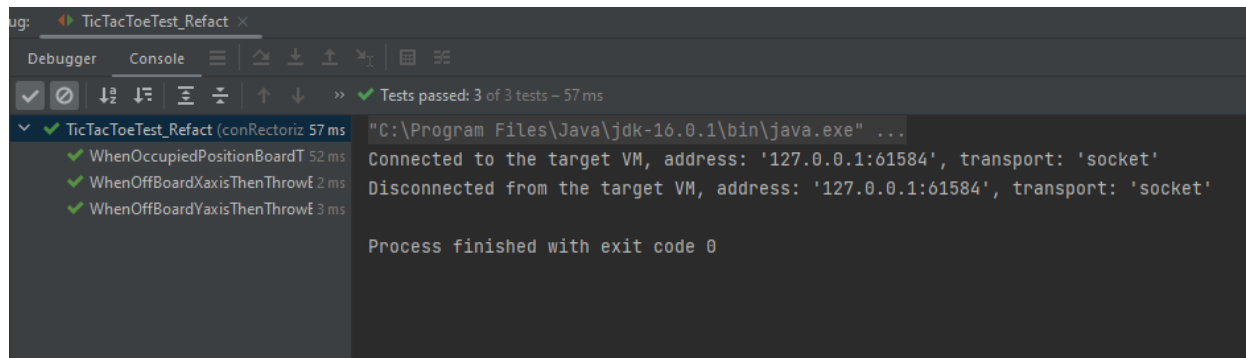 ug: TicTacToeTest_Refact
Debugger Console
Tests passed: 3 of 3 tests – 57 ms
TicTacToeTest_Refact (conRectoriz 57 ms
WhenOccupiedPositionBoardT 52 ms
WhenOffBoardXaxisThenThrowE 2 ms
WhenOffBoardYaxisThenThrowE 3 ms
"C:\Program Files\Java\jdk-16.0.1\bin\java.exe" ...
Connected to the target VM, address: '127.0.0.1:61584', transport: 'socket'
Disconnected from the target VM, address: '127.0.0.1:61584', transport: 'socket'
Process finished with exit code 0